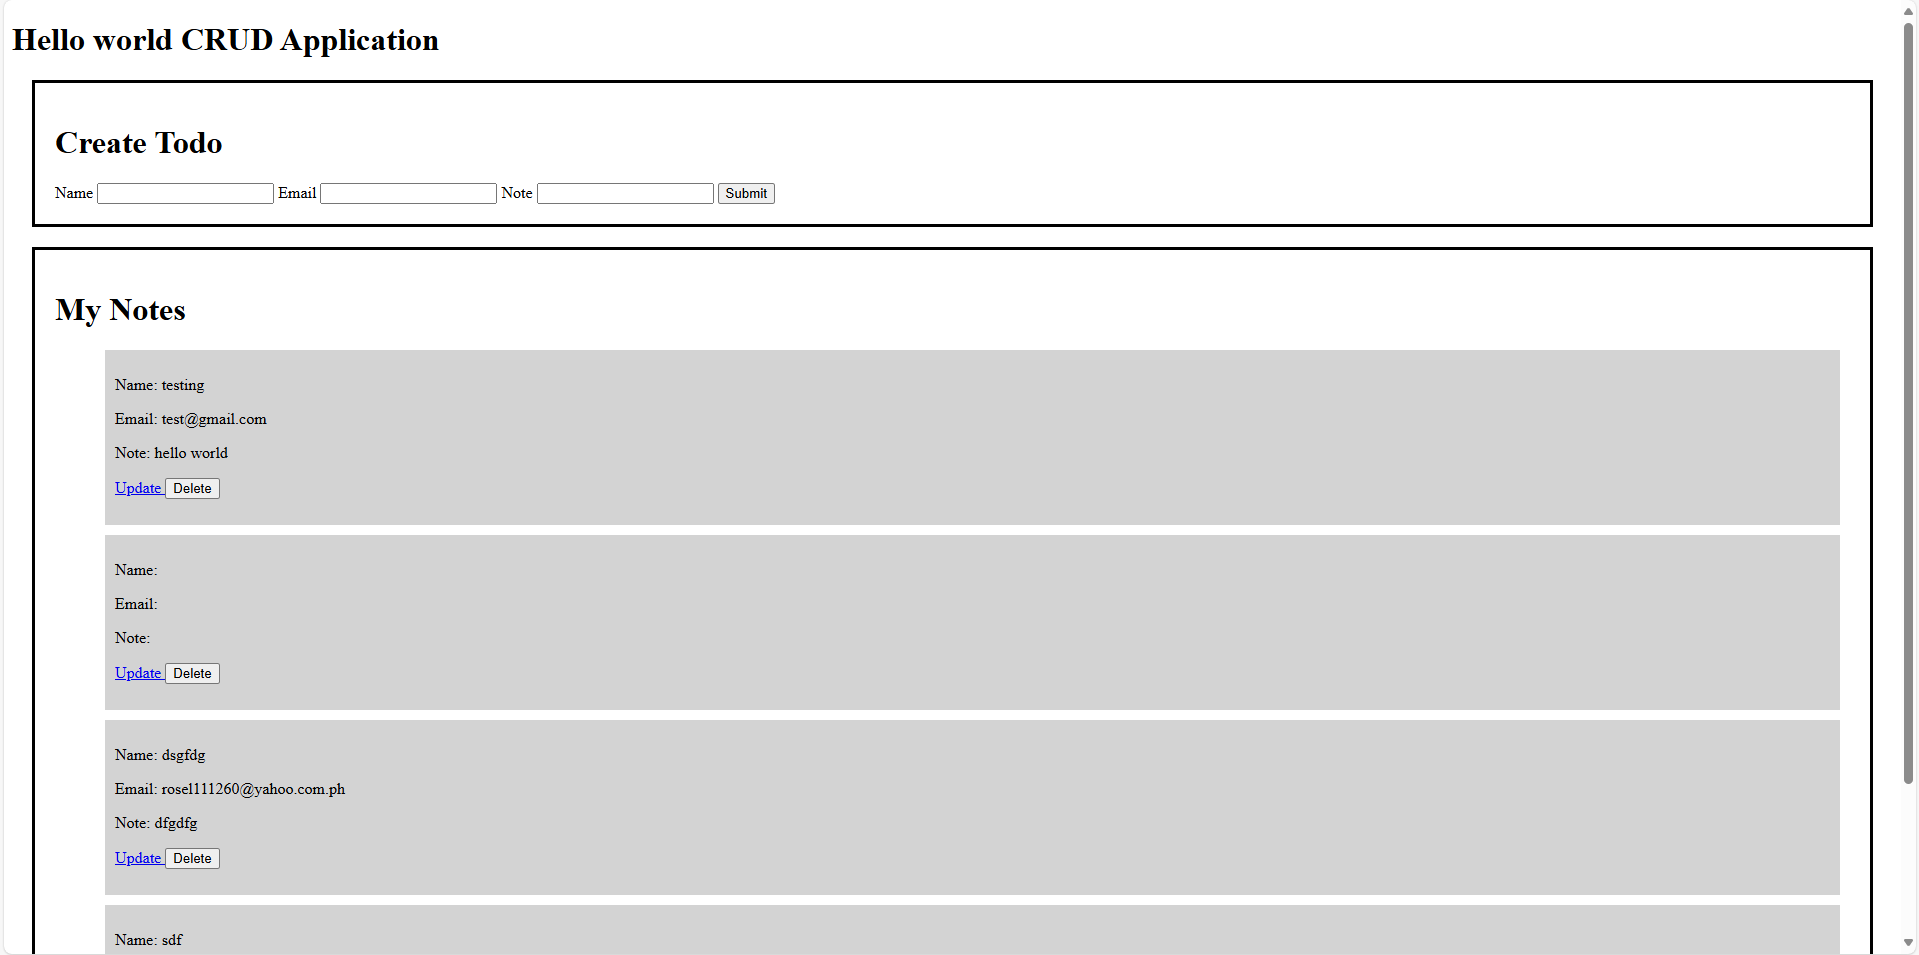 Hello world CRUD Application
Create Todo
Name Email Note Submit
My Notes
Name: testing
Email: test@gmail.com
Note: hello world
Update Delete
Name:
Email:
Note:
Update Delete
Name: dsgfdg
Email: rosel111260@yahoo.com.ph
Note: dfgdfg
Update Delete
Name: sdf